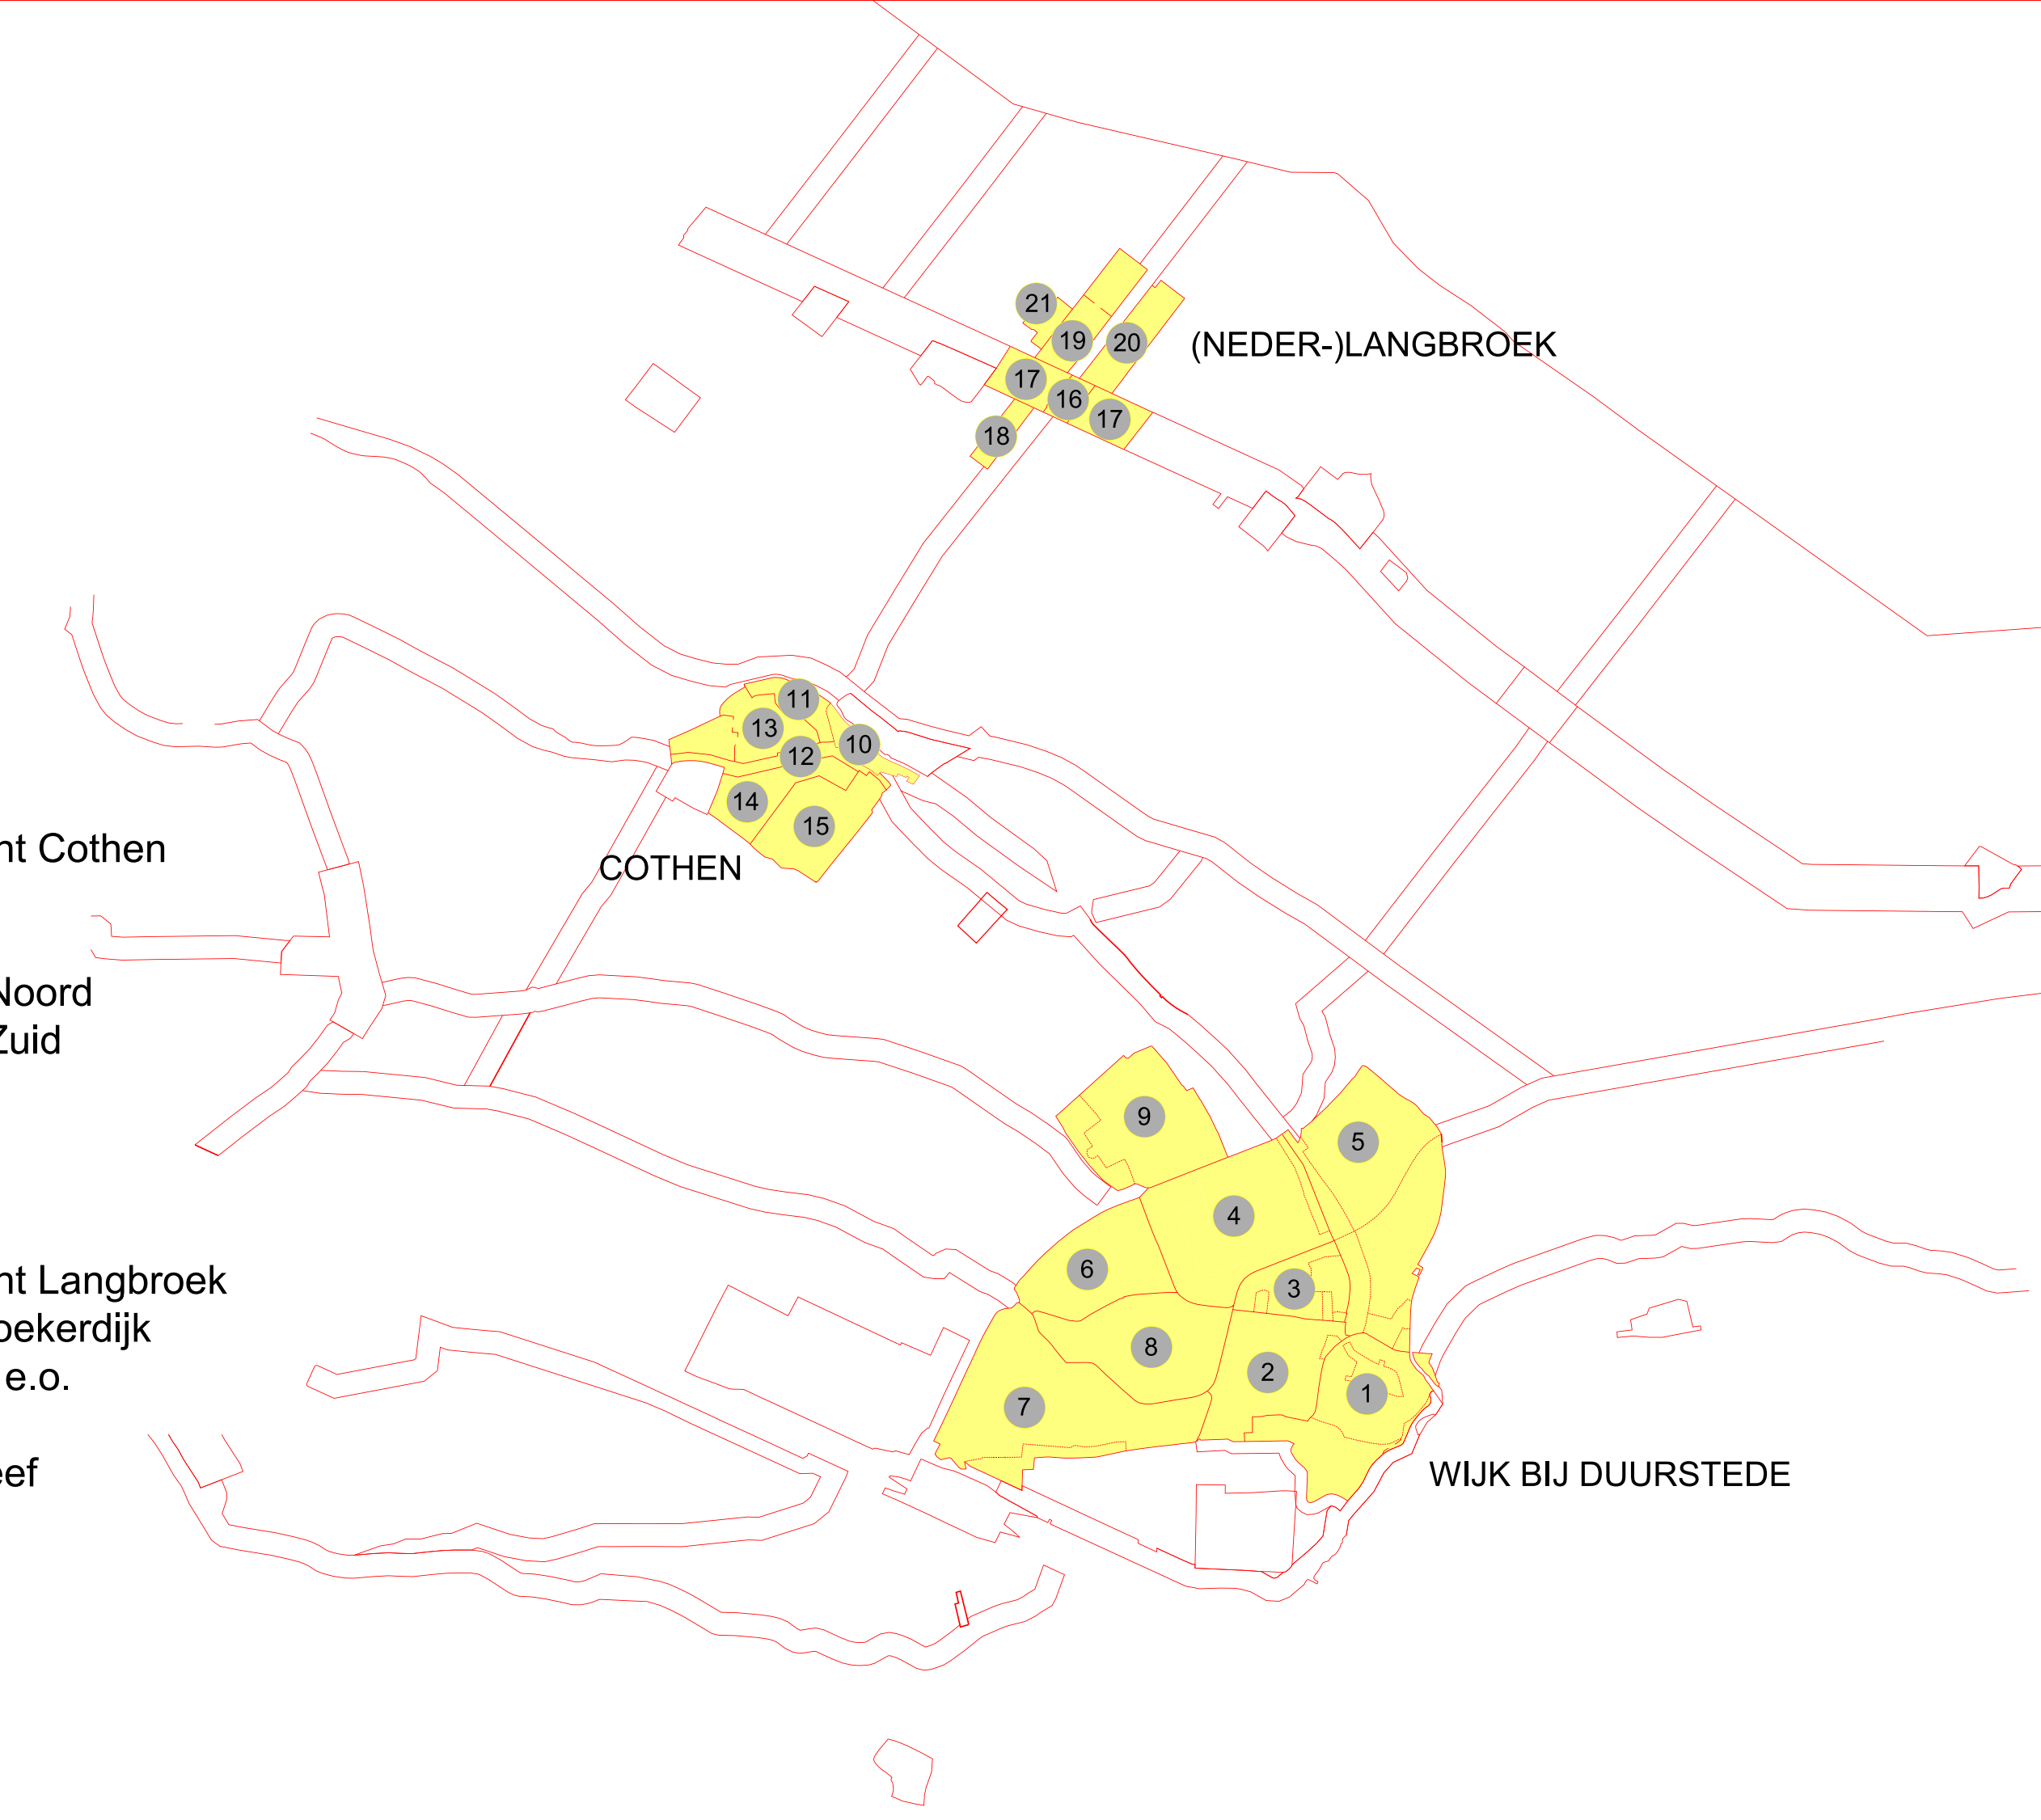 21
19
20
(NEDER-)LANGBROEK
17
16
17
18
11
13
10
12
14
15
nt Cothen
COTHEN
Noord
Zuid
9
5
4
6
nt Langbroek
3
oekerdijk
8
e.o.
2
1
7
eef
WIJK BIJ DUURSTEDE